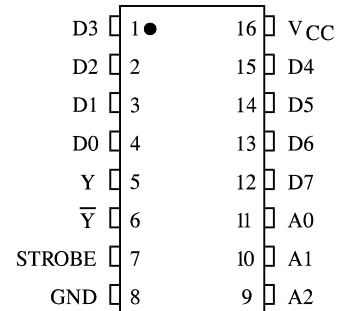 D3 1 16 VCC
D2 2 15 D4
D1 3 14 D5
D0 4 13 D6
Y 5 12 D7
Y̅ 6 11 A0
STROBE 7 10 A1
GND 8 9 A2